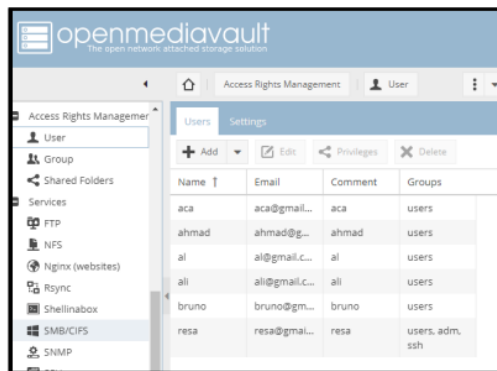 openmediavault
The open network attached storage solution
Access Rights Management
User
Access Rights Managemer
User
Group
Shared Folders
Services
FTP
NFS
Nginx (websites)
Rsync
Shellinabox
SMB/CIFS
SNMP
Users Settings
Add Edit Privileges Delete
Name Email Comment Groups
aca aca@gmail... aca users
ahmad ahmad@g... ahmad users
al al@gmail.c... al users
ali ali@gmail.c... ali users
bruno bruno@gm... bruno users
resa resa@gmai... resa users, adm,
ssh